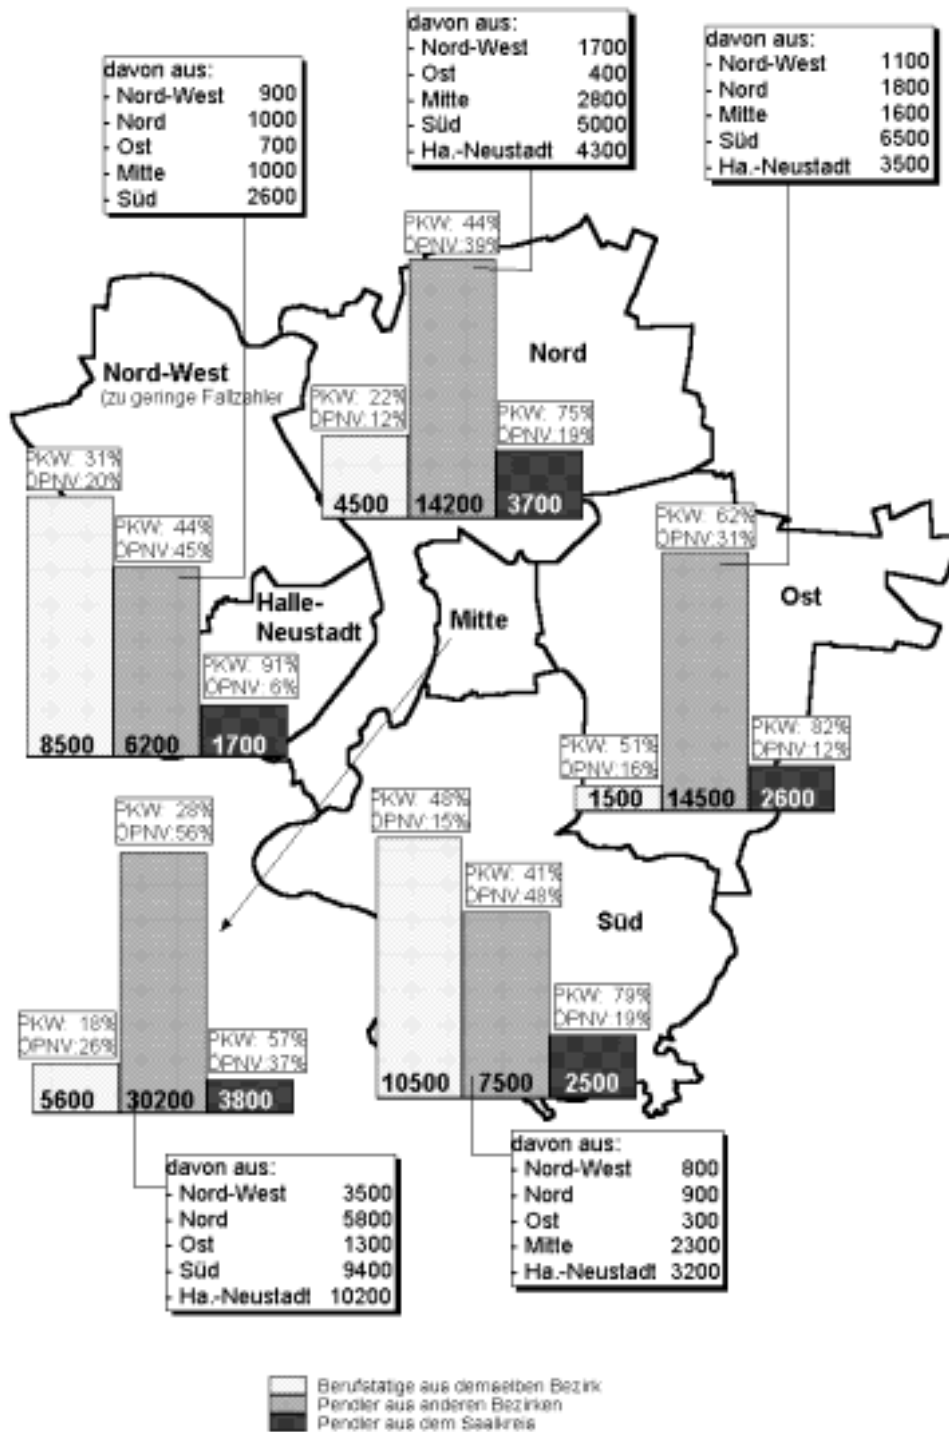 davon aus:
- Nord-West 900
- Nord 1000
- Ost 700
- Mitte 1000
- Süd 2600
davon aus:
- Nord-West 1700
- Ost 400
- Mitte 2800
- Süd 5000
- Ha.-Neustadt 4300
davon aus:
- Nord-West 1100
- Nord 1800
- Mitte 1600
- Süd 6500
- Ha.-Neustadt 3500
PKW: 44%
ÖPNV:39%
Nord
Nord-West
(zu geringe Fallzahler
PKW: 22%
ÖPNV:12%
PKW: 75%
ÖPNV:19%
4500 14200 3700
PKW: 31%
ÖPNV:20%
PKW: 44%
ÖPNV:45%
PKW: 62%
ÖPNV:31%
Halle-
Neustadt
Mitte
Ost
PKW: 91%
ÖPNV: 6%
8500 6200 1700
PKW: 51%
ÖPNV:16%
PKW: 82%
ÖPNV:12%
1500 14500 2600
PKW: 28%
ÖPNV:56%
PKW: 48%
ÖPNV:15%
PKW: 41%
ÖPNV:48%
Süd
PKW: 79%
ÖPNV:19%
10500 7500 2500
PKW: 18%
ÖPNV:26%
PKW: 57%
ÖPNV:37%
5600 30200 3800
davon aus:
- Nord-West 3500
- Nord 5800
- Ost 1300
- Süd 9400
- Ha.-Neustadt 10200
davon aus:
- Nord-West 800
- Nord 900
- Ost 300
- Mitte 2300
- Ha.-Neustadt 3200
Berufstätige aus demselben Bezirk
Pendler aus anderen Bezirken
Pendler aus dem Saalkreis